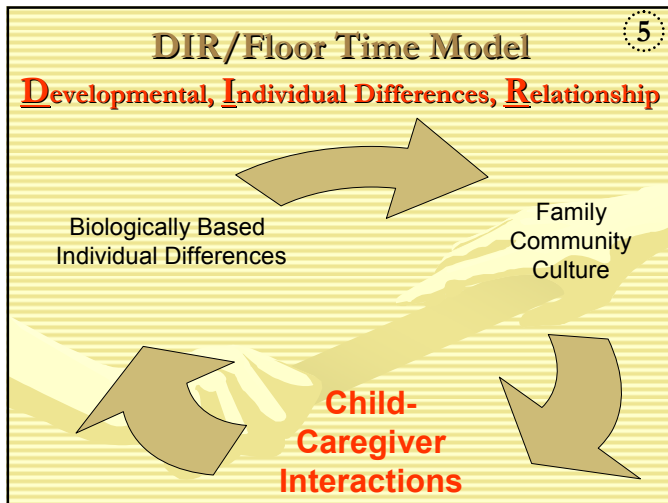 5
DIR/Floor Time Model
Developmental, Individual Differences, Relationship
Biologically Based
Individual Differences
Family
Community
Culture
Child-
Caregiver
Interactions